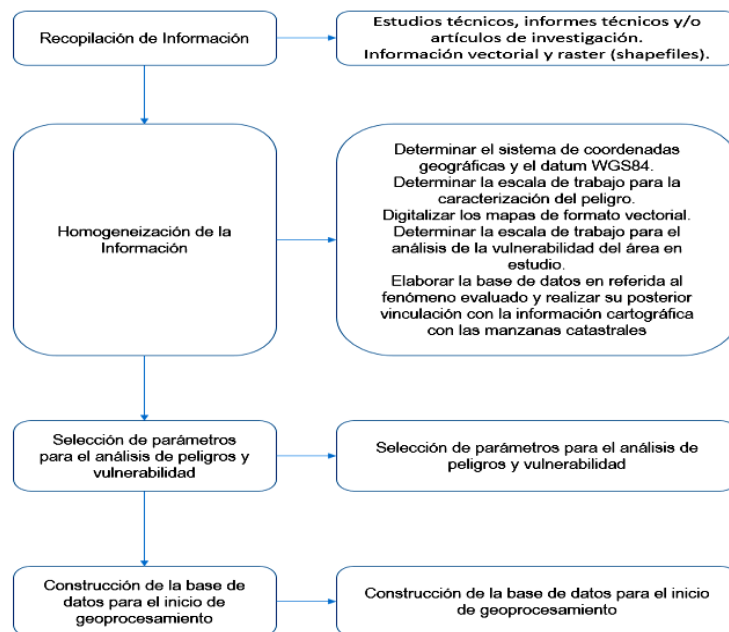 Recopilación de Información
Estudios técnicos, informes técnicos y/o
artículos de investigación.
Información vectorial y raster (shapefiles).
Homogeneización de la
Información
Determinar el sistema de coordenadas
geográficas y el datum WGS84.
Determinar la escala de trabajo para la
caracterización del peligro.
Digitalizar los mapas de formato vectorial.
Determinar la escala de trabajo para el
análisis de la vulnerabilidad del área en
estudio.
Elaborar la base de datos en referida al
fenómeno evaluado y realizar su posterior
vinculación con la información cartográfica
con las manzanas catastrales
Selección de parámetros
para el análisis de peligros y
vulnerabilidad
Selección de parámetros para el análisis de
peligros y vulnerabilidad
Construcción de la base de
datos para el inicio de
geoprocesamiento
Construcción de la base de datos para el inicio
de geoprocesamiento